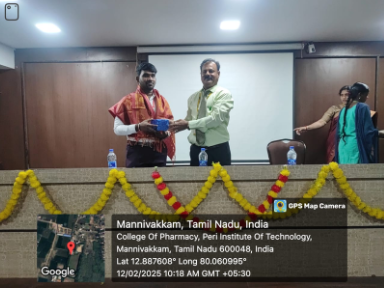 GPS Map Camera
Mannivakkam, Tamil Nadu, India
College Of Pharmacy, Peri Institute Of Technology,
Mannivakkam, Tamil Nadu 600048, India
Lat 12.887608° Long 80.060995°
12/02/2025 10:18 AM GMT +05:30
Google